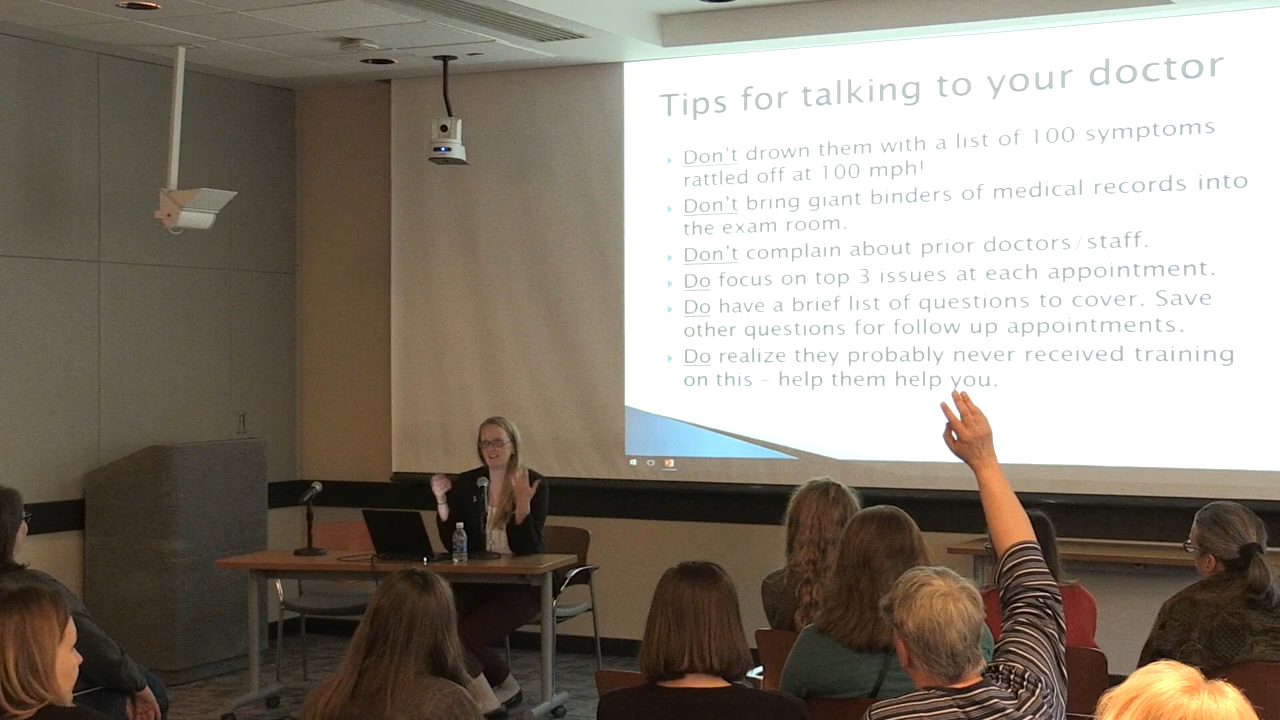 Tips for talking to your doctor
Don't drown them with a list of 100 symptoms
rattled off at 100 mph!
Don't bring giant binders of medical records into
the exam room.
Don't complain about prior doctors/staff.
Do focus on top 3 issues at each appointment.
Do have a brief list of questions to cover. Save
other questions for follow up appointments.
Do realize they probably never received training
on this – help them help you.